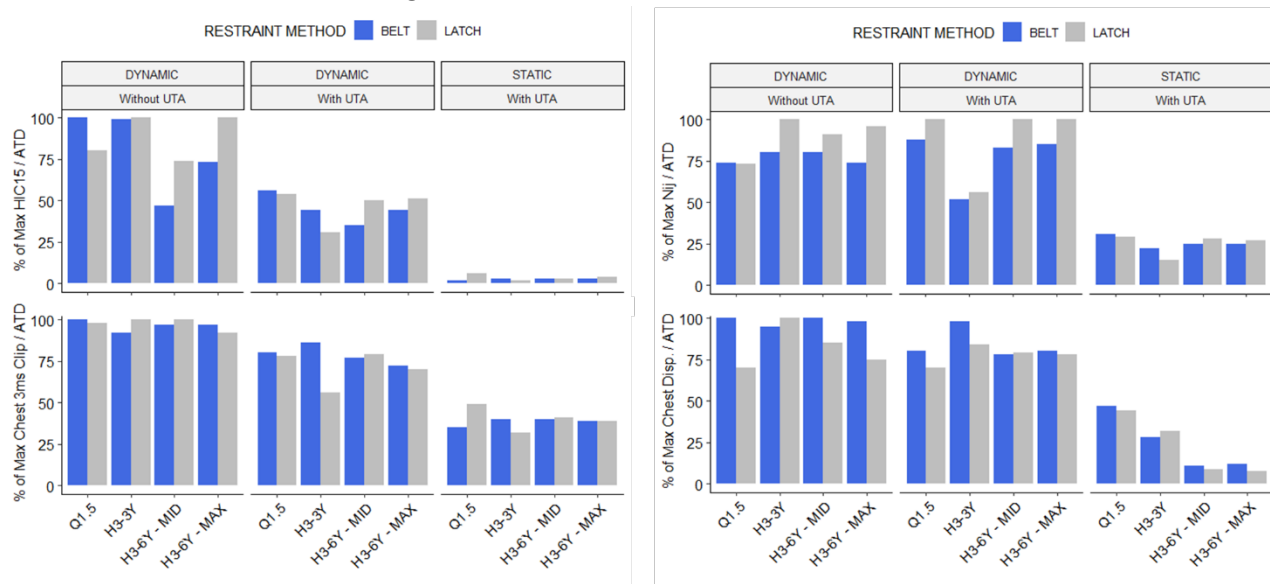 RESTRAINT METHOD BELT LATCH
DYNAMIC DYNAMIC STATIC
Without UTA With UTA With UTA
% of Max HIC15 / ATD
100
75
50
25
0
% of Max Chest 3ms Clip / ATD
100
75
50
25
0
Q1.5 H3-3Y H3-6Y - MID H3-6Y - MAX Q1.5 H3-3Y H3-6Y - MID H3-6Y - MAX Q1.5 H3-3Y H3-6Y - MID H3-6Y - MAX
RESTRAINT METHOD BELT LATCH
DYNAMIC DYNAMIC STATIC
Without UTA With UTA With UTA
% of Max Nij / ATD
100
75
50
25
0
% of Max Chest Disp. / ATD
100
75
50
25
0
Q1.5 H3-3Y H3-6Y - MID H3-6Y - MAX Q1.5 H3-3Y H3-6Y - MID H3-6Y - MAX Q1.5 H3-3Y H3-6Y - MID H3-6Y - MAX